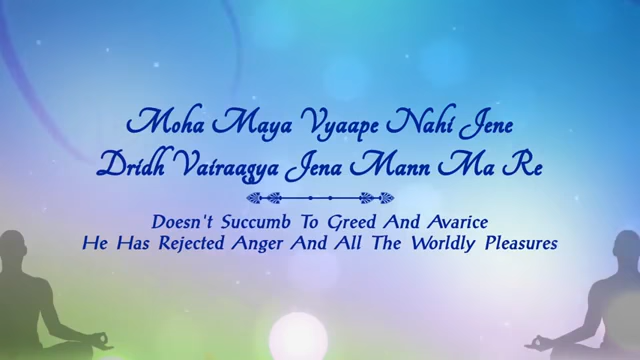 Moha Maya Vyaape Nahi Jene
Dridh Vairaagya Jena Mann Ma Re
Doesn't Succumb To Greed And Avarice
He Has Rejected Anger And All The Worldly Pleasures